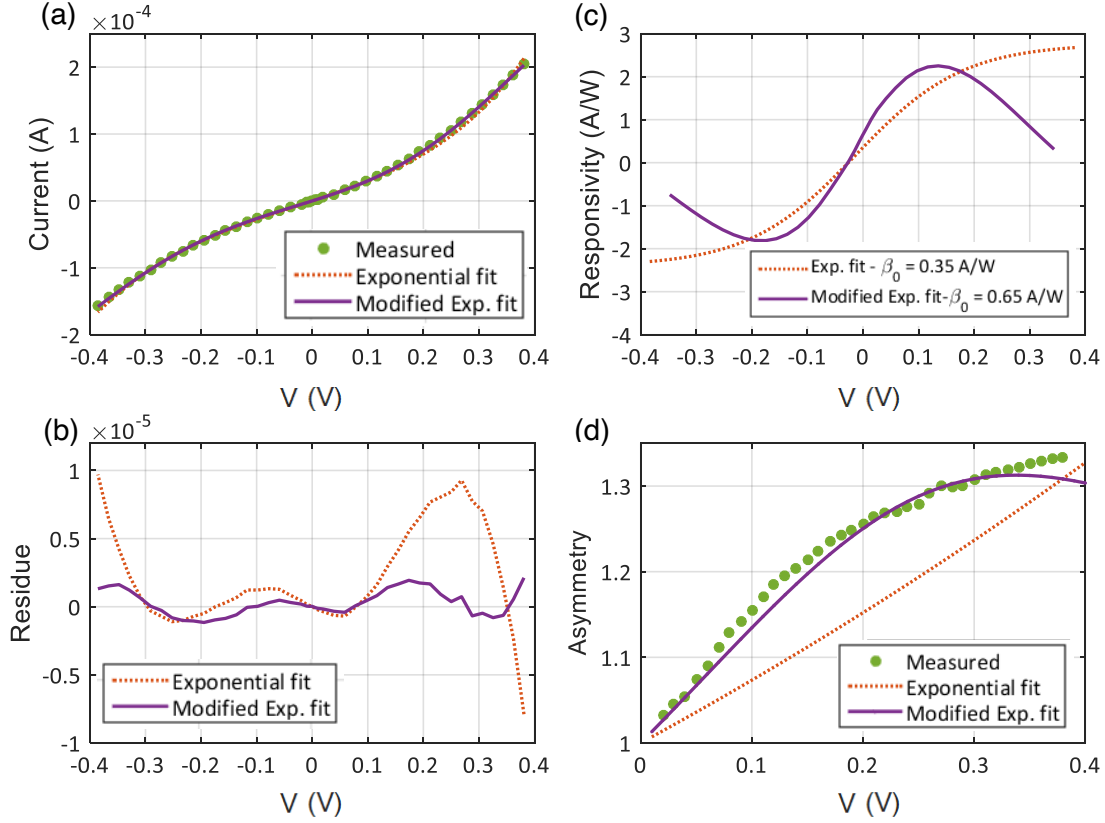 (a)
×10⁻⁴
2
1
0
-1
-2
-0.4 -0.3 -0.2 -0.1 0 0.1 0.2 0.3 0.4
Current (A)
V (V)
Measured
Exponential fit
Modified Exp. fit
(c)
3
2
1
0
-1
-2
-3
-4
-0.4 -0.3 -0.2 -0.1 0 0.1 0.2 0.3 0.4
Responsivity (A/W)
V (V)
Exp. fit - β₀ = 0.35 A/W
Modified Exp. fit-β₀ = 0.65 A/W
(b)
×10⁻⁵
1
0.5
0
-0.5
-1
-0.4 -0.3 -0.2 -0.1 0 0.1 0.2 0.3 0.4
Residue
V (V)
Exponential fit
Modified Exp. fit
(d)
1.3
1.2
1.10
1
0 0.1 0.2 0.3 0.4
Asymmetry
V (V)
Measured
Exponential fit
Modified Exp. fit